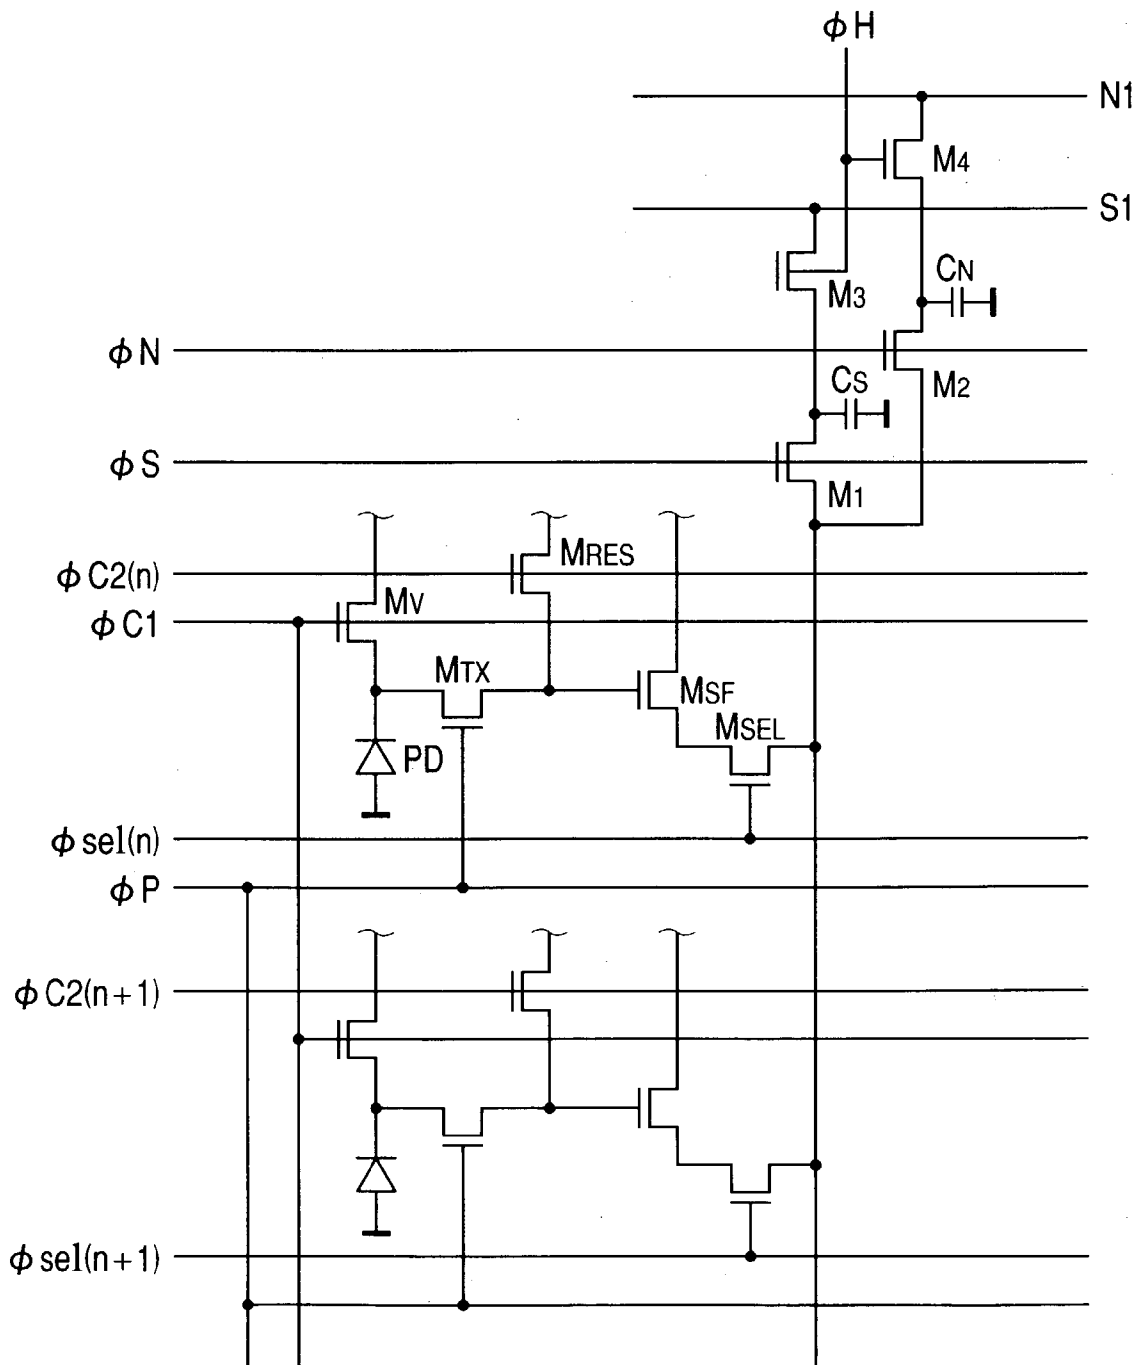 ϕH
N1
M4
S1
CN
M3
ϕN
M2
CS
ϕS
M1
MRES
ϕC2(n)
MV
ϕC1
MTX
MSF
MSEL
PD
ϕsel(n)
ϕP
ϕC2(n+1)
ϕsel(n+1)